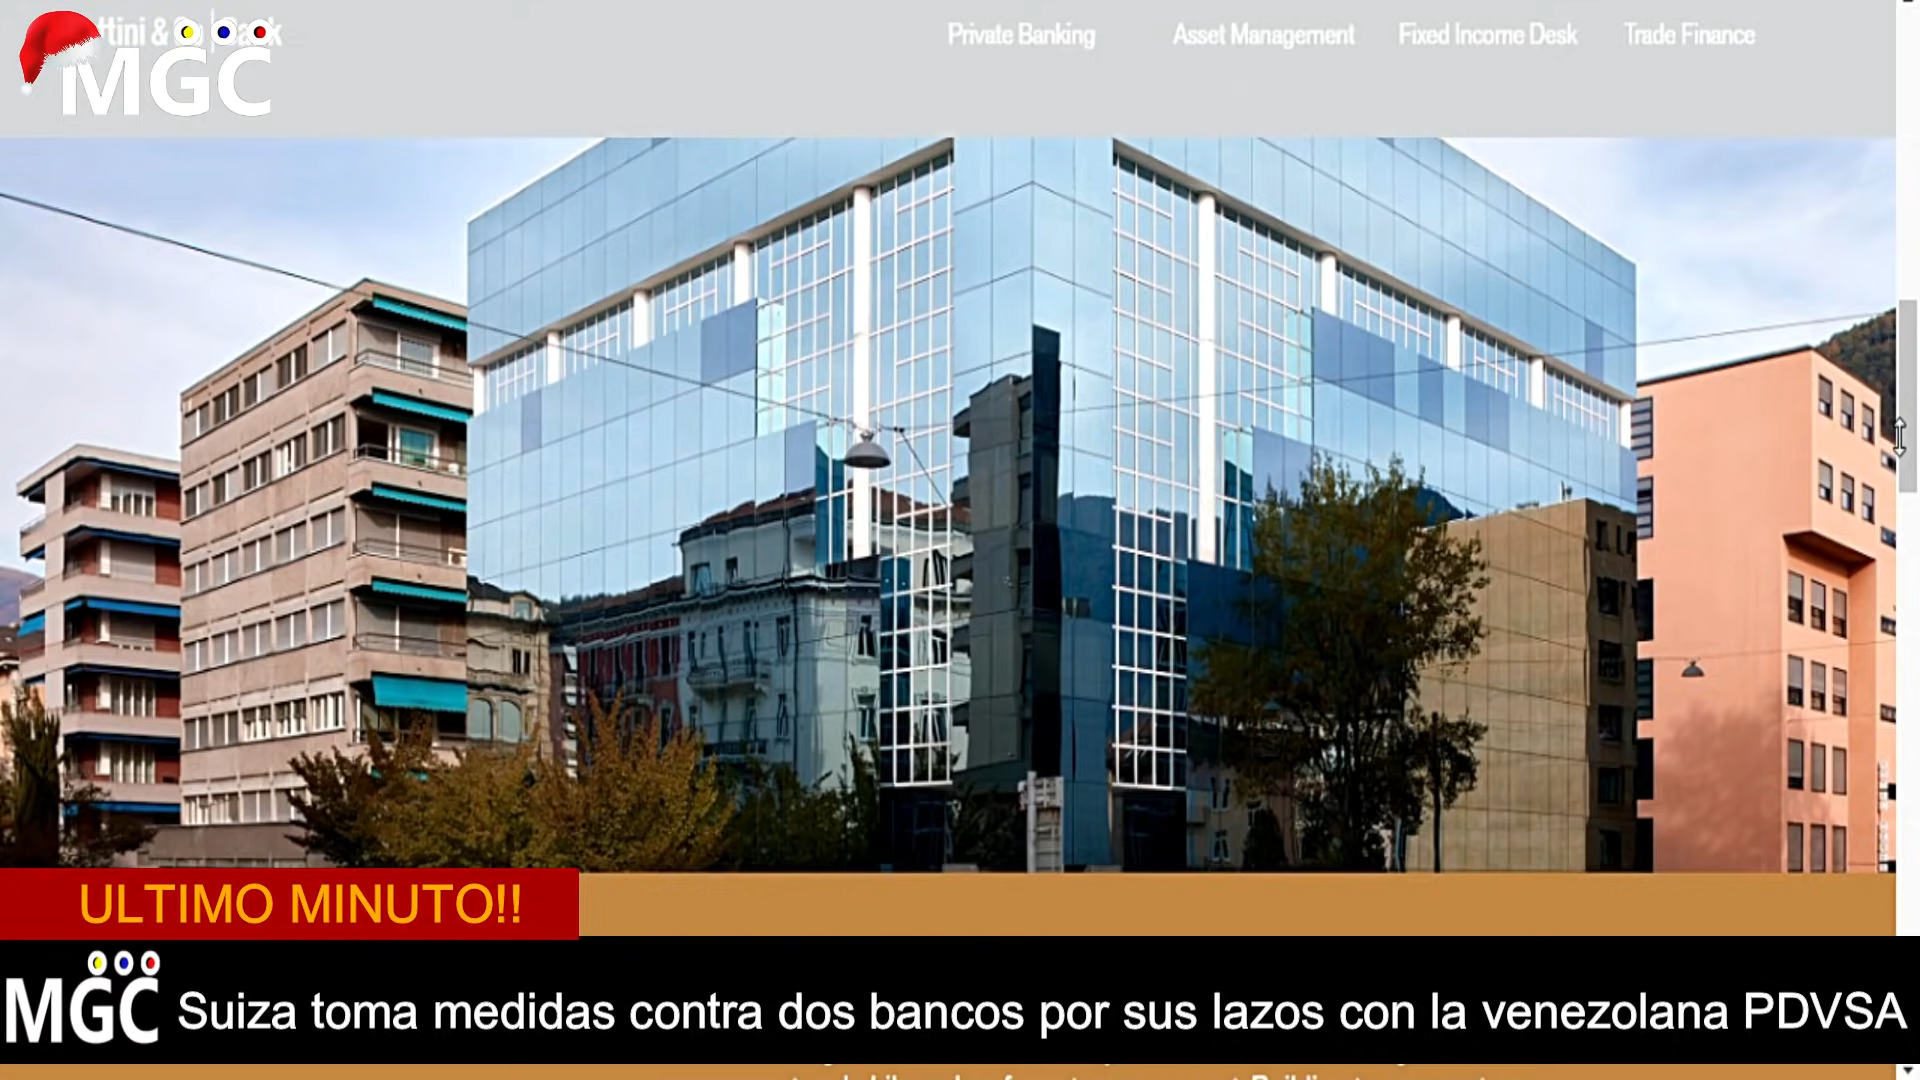 Private Banking Asset Management Fixed Income Desk Trade Finance
MGC
ULTIMO MINUTO!!
MGC Suiza toma medidas contra dos bancos por sus lazos con la venezolana PDVSA